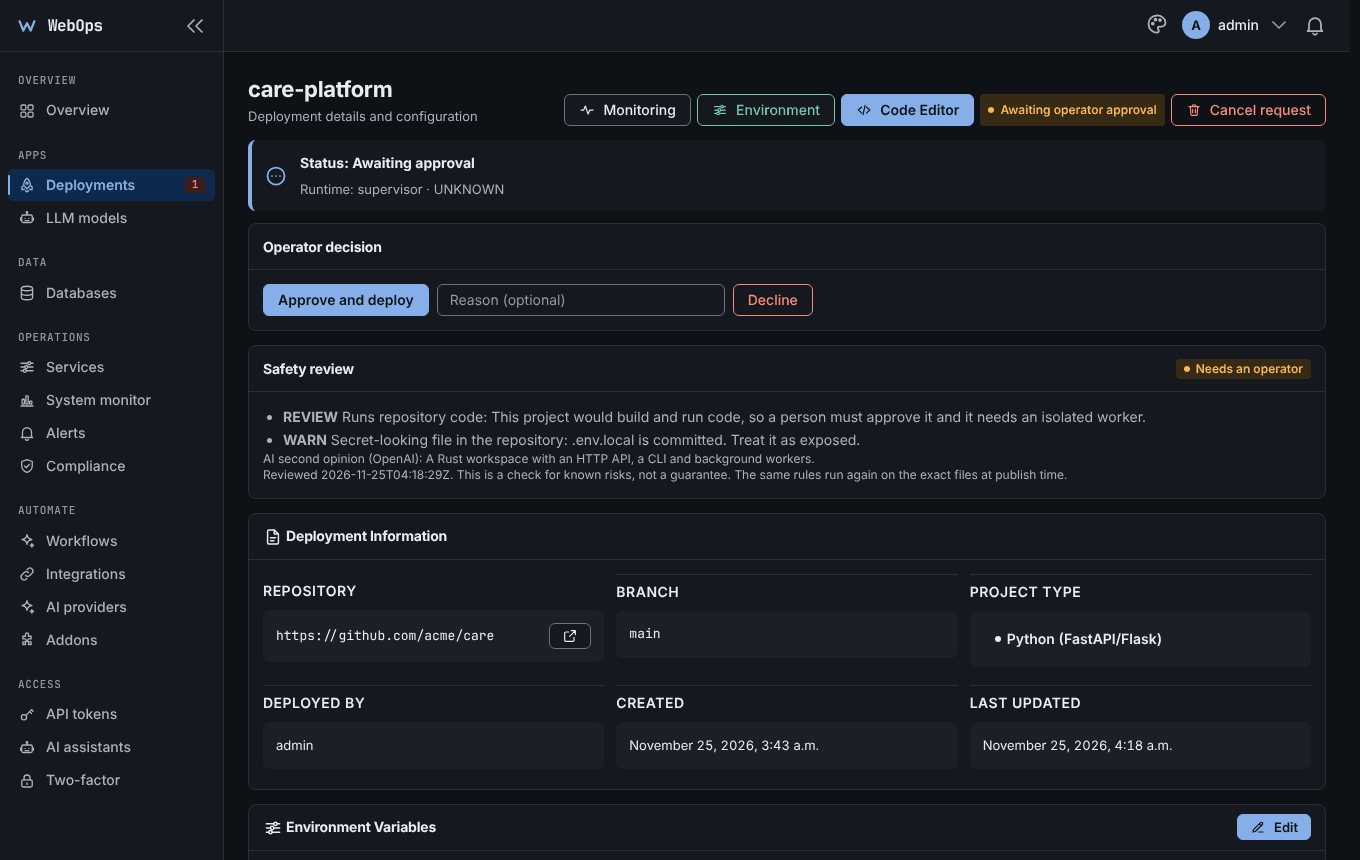 WebOps
A admin
OVERVIEW
Overview
APPS
Deployments 1
LLM models
DATA
Databases
OPERATIONS
Services
System monitor
Alerts
Compliance
AUTOMATE
Workflows
Integrations
AI providers
Addons
ACCESS
API tokens
AI assistants
Two-factor
care-platform
Deployment details and configuration
Monitoring Environment Code Editor Awaiting operator approval Cancel request
Status: Awaiting approval
Runtime: supervisor · UNKNOWN
Operator decision
Approve and deploy Reason (optional) Decline
Safety review Needs an operator
• REVIEW Runs repository code: This project would build and run code, so a person must approve it and it needs an isolated worker.
• WARN Secret-looking file in the repository: .env.local is committed. Treat it as exposed.
AI second opinion (OpenAI): A Rust workspace with an HTTP API, a CLI and background workers.
Reviewed 2026-11-25T04:18:29Z. This is a check for known risks, not a guarantee. The same rules run again on the exact files at publish time.
Deployment Information
REPOSITORY BRANCH PROJECT TYPE
https://github.com/acme/care main Python (FastAPI/Flask)
DEPLOYED BY CREATED LAST UPDATED
admin November 25, 2026, 3:43 a.m. November 25, 2026, 4:18 a.m.
Environment Variables Edit